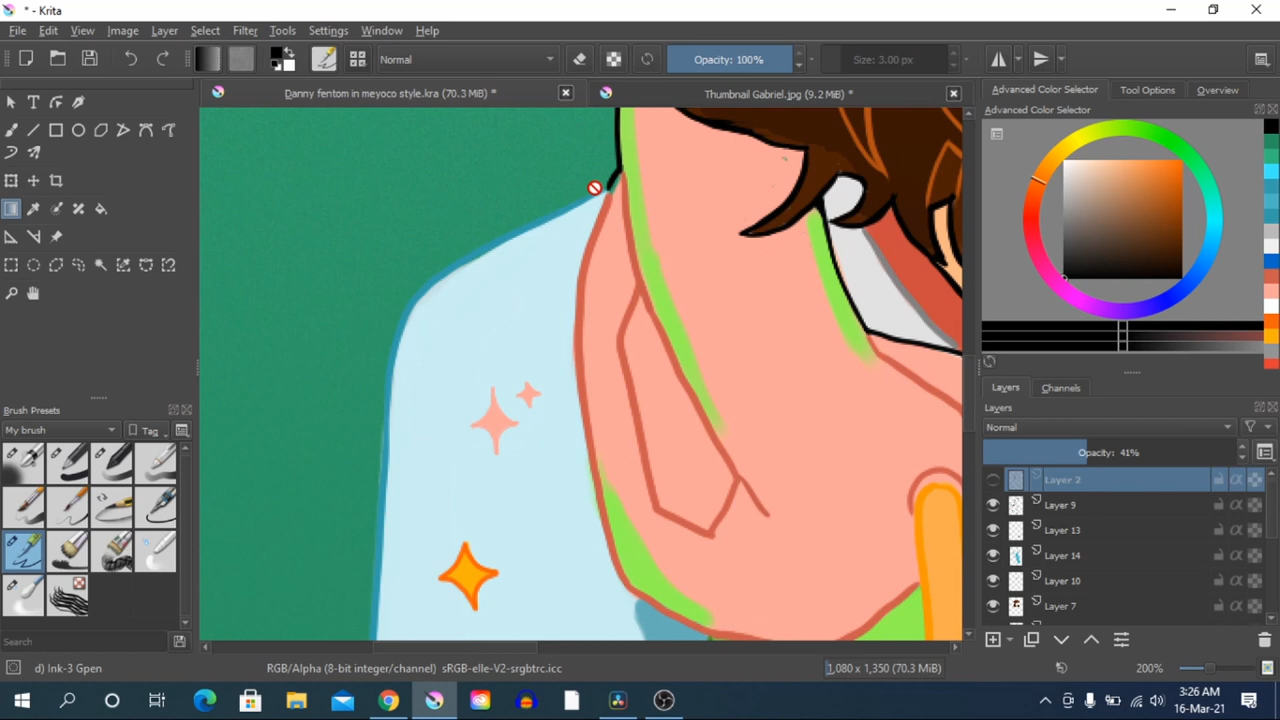 * - Krita
File Edit View Image Layer Select Filter Tools Settings Window Help
Normal Opacity: 100% Size: 3.00 px
Danny fentom in meyoco style.kra (70.3 MiB) * Thumbnail Gabriel.jpg (9.2 MiB) *
Advanced Color Selector Tool Options Overview
Advanced Color Selector
Layers Channels
Layers
Normal
Opacity: 41%
Layer 2
Layer 9
Layer 13
Layer 14
Layer 10
Layer 7
Brush Presets
My brush Tag
Search
d) Ink-3 Gpen RGB/Alpha (8-bit integer/channel) sRGB-elle-V2-srgbtrc.icc 1,080 x 1,350 (70.3 MiB) 200%
3:26 AM
16-Mar-21